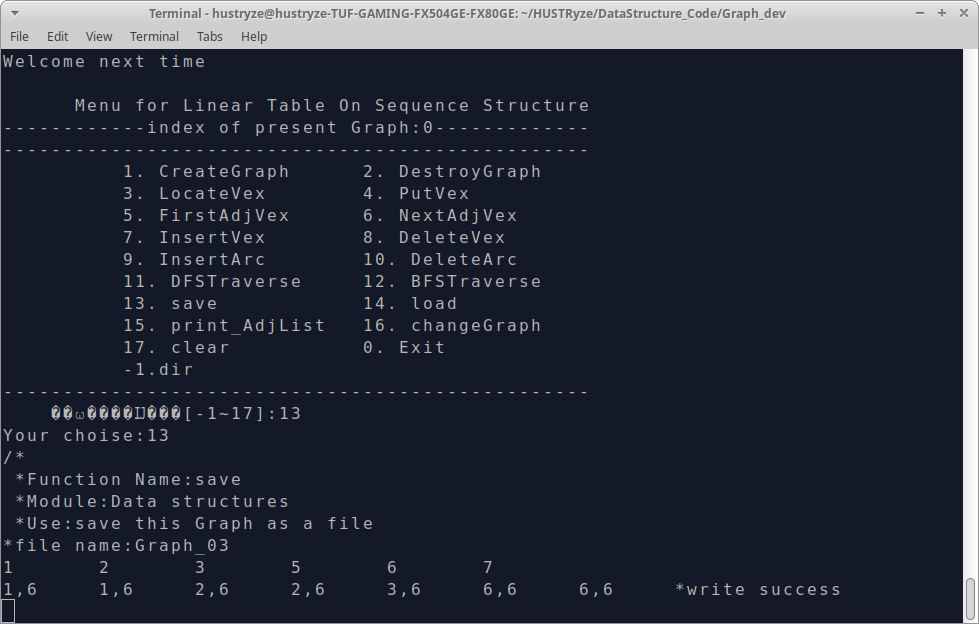 Terminal - hustryze@hustryze-TUF-GAMING-FX504GE-FX80GE: ~/HUSTRyze/DataStructure_Code/Graph_dev
File Edit View Terminal Tabs Help
Welcome next time
Menu for Linear Table On Sequence Structure
------------index of present Graph:0-------------
-------------------------------------------------
1. CreateGraph 2. DestroyGraph
3. LocateVex 4. PutVex
5. FirstAdjVex 6. NextAdjVex
7. InsertVex 8. DeleteVex
9. InsertArc 10. DeleteArc
11. DFSTraverse 12. BFSTraverse
13. save 14. load
15. print_AdjList 16. changeGraph
17. clear 0. Exit
-1.dir
-------------------------------------------------
[-1~17]:13
Your choise:13
/*
*Function Name:save
*Module:Data structures
*Use:save this Graph as a file
*file name:Graph_03
1 2 3 5 6 7
1,6 1,6 2,6 2,6 3,6 6,6 6,6 *write success